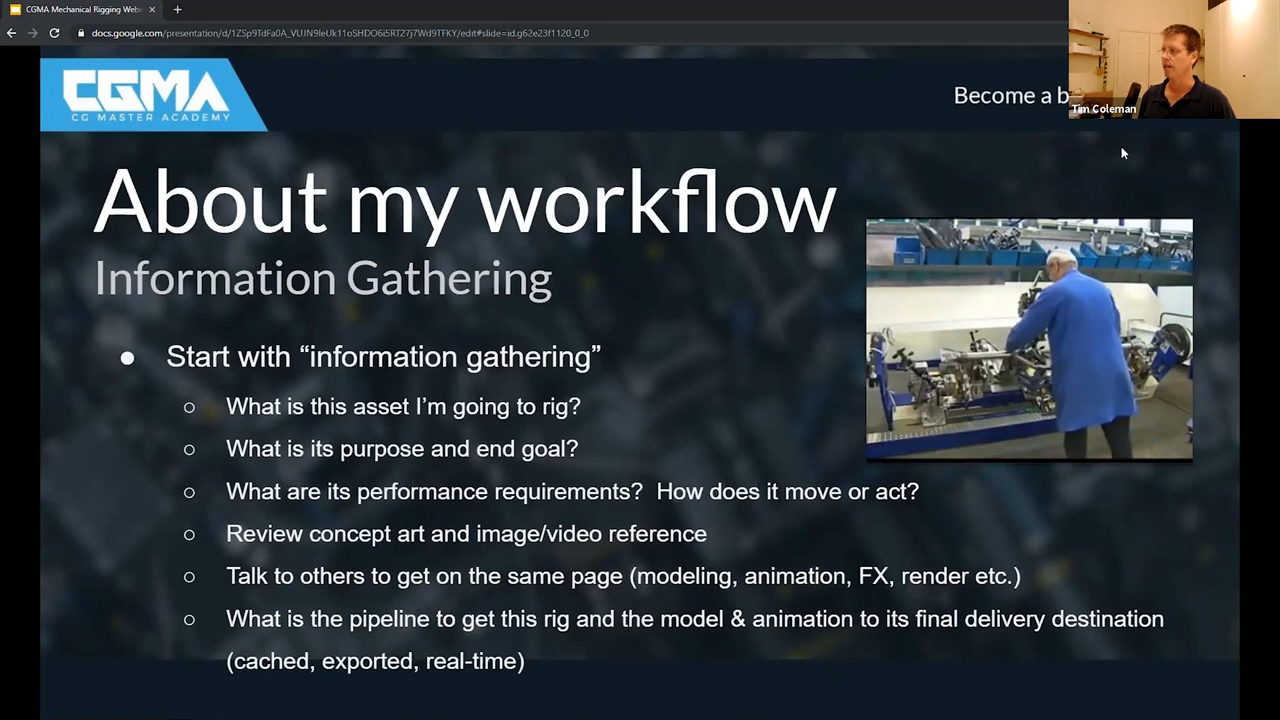 CGMA Mechanical Rigging Webi
docs.google.com/presentation/d/1ZSp9TdFa0A_VUJN9leUk11oSHDO6i5RT27j7Wd9TFKY/edit#slide=id.g62e23f1120_0_0
CGMA
CG MASTER ACADEMY
Become a b
Tim Coleman
About my workflow
Information Gathering
● Start with “information gathering”
○ What is this asset I’m going to rig?
○ What is its purpose and end goal?
○ What are its performance requirements? How does it move or act?
○ Review concept art and image/video reference
○ Talk to others to get on the same page (modeling, animation, FX, render etc.)
○ What is the pipeline to get this rig and the model & animation to its final delivery destination
(cached, exported, real-time)